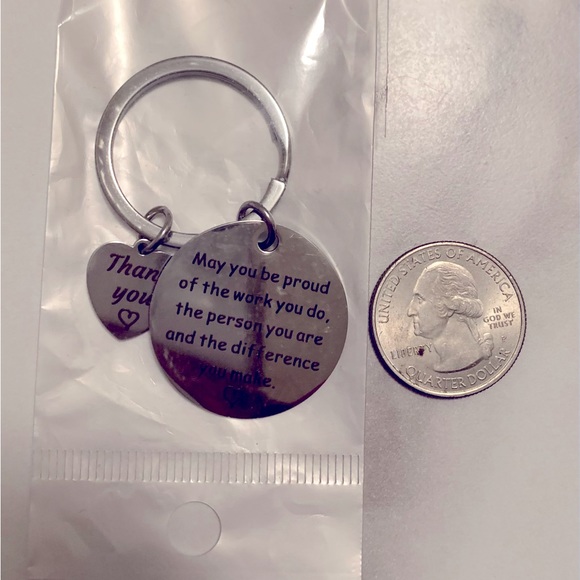 Than
you
May you be proud
of the work you do,
the person you are
and the difference
you make.
UNITED STATES OF AMERICA
LIBERTY
IN
GOD WE
TRUST
QUARTER DOLLAR